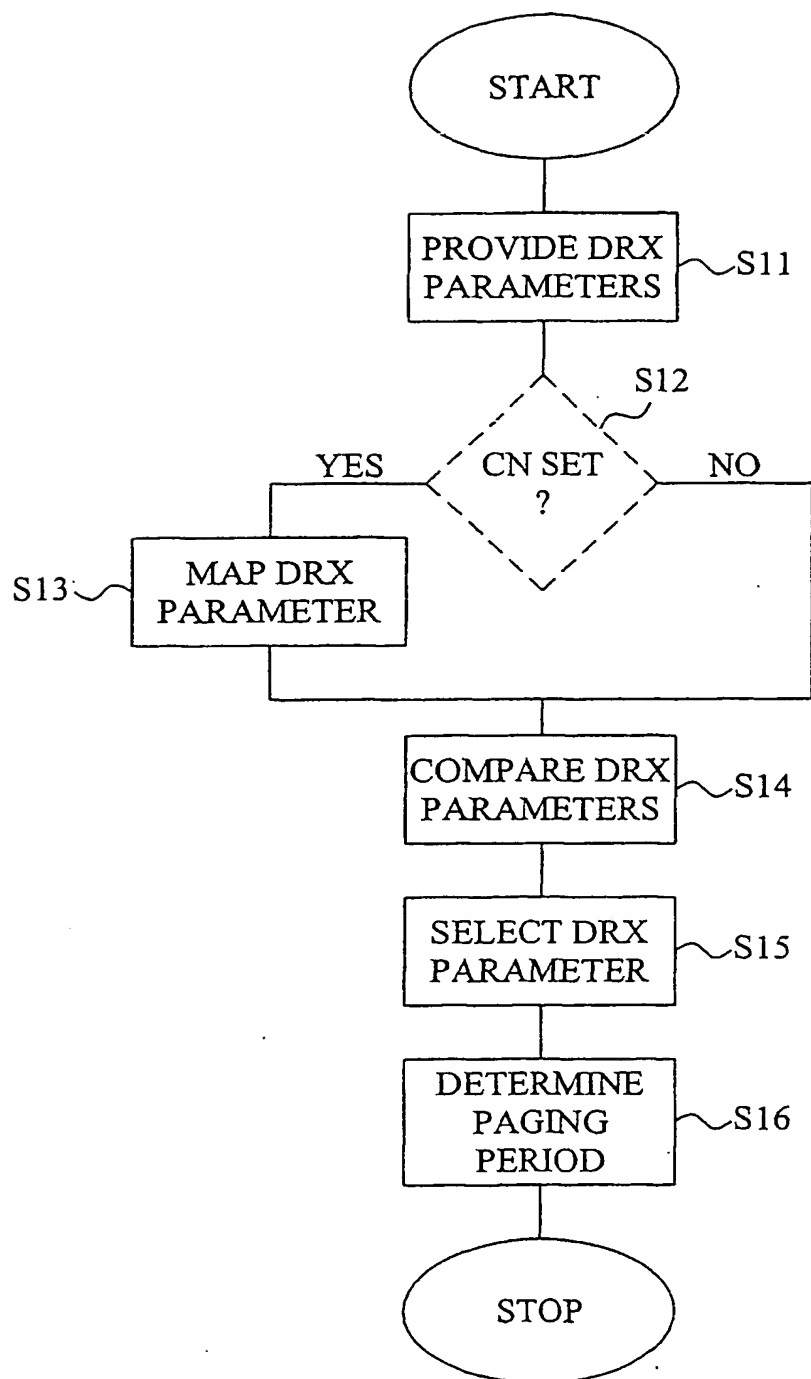 START
PROVIDE DRX
PARAMETERS
S11
S12
YES
CN SET
?
NO
S13
MAP DRX
PARAMETER
COMPARE DRX
PARAMETERS
S14
SELECT DRX
PARAMETER
S15
DETERMINE
PAGING
PERIOD
S16
STOP